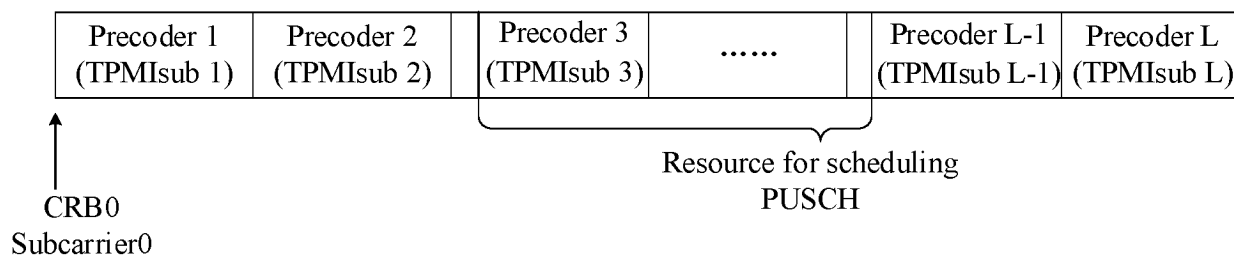 Precoder 1
(TPMIsub 1)
Precoder 2
(TPMIsub 2)
Precoder 3
(TPMIsub 3)
······
Precoder L-1
(TPMIsub L-1)
Precoder L
(TPMIsub L)
Resource for scheduling
PUSCH
CRB0
Subcarrier0